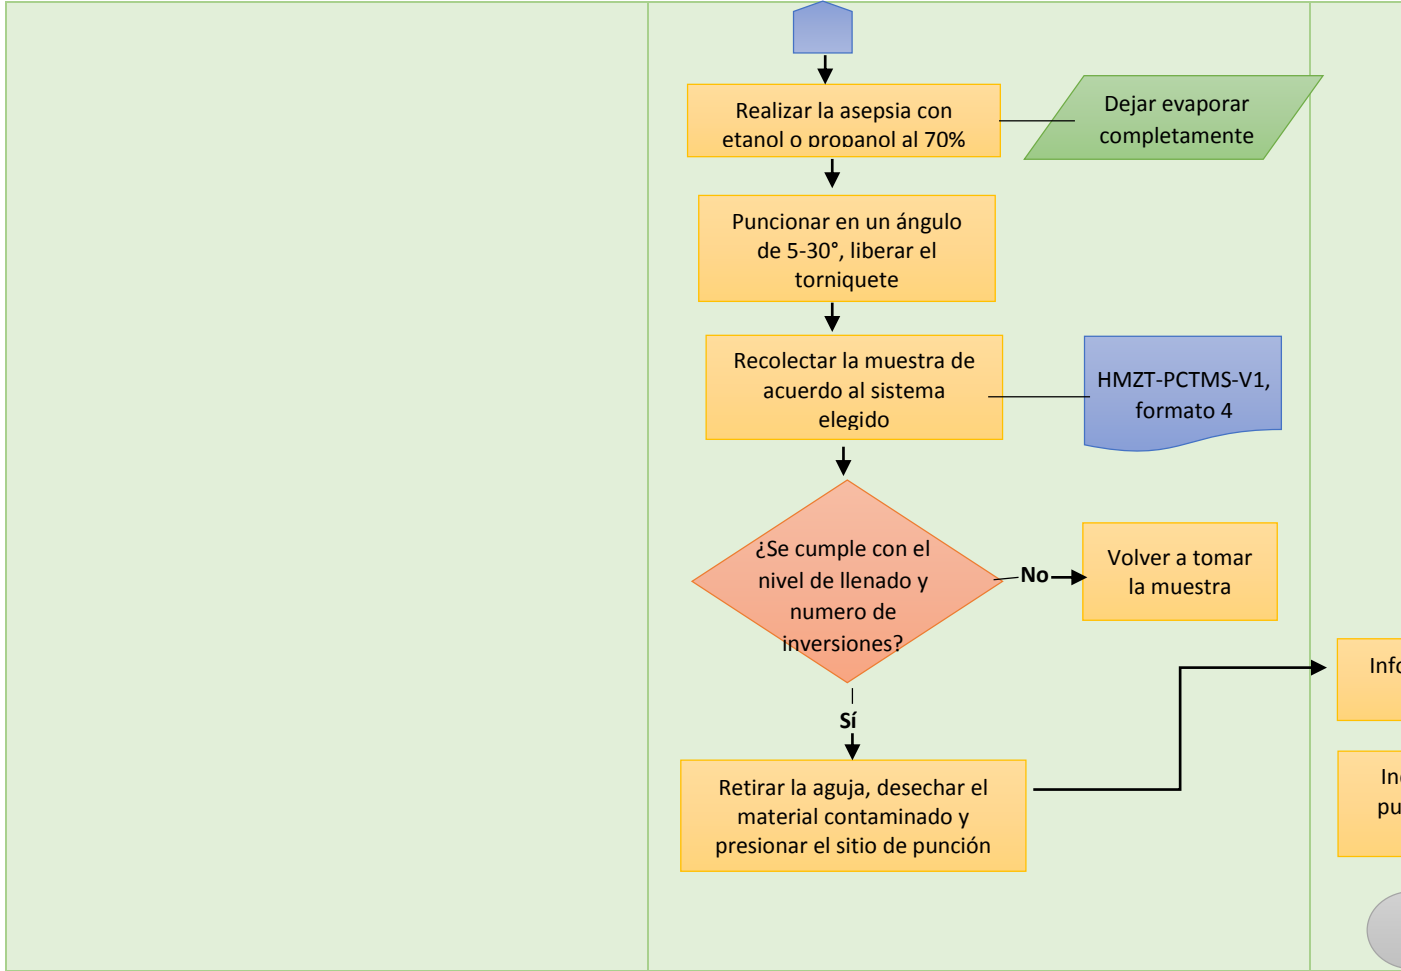 Realizar la asepsia con
etanol o propanol al 70%
Dejar evaporar
completamente
Puncionar en un ángulo
de 5-30°, liberar el
torniquete
Recolectar la muestra de
acuerdo al sistema
elegido
HMZT-PCTMS-V1,
formato 4
¿Se cumple con el
nivel de llenado y
numero de
inversiones?
No
Volver a tomar
la muestra
Sí
Retirar la aguja, desechar el
material contaminado y
presionar el sitio de punción